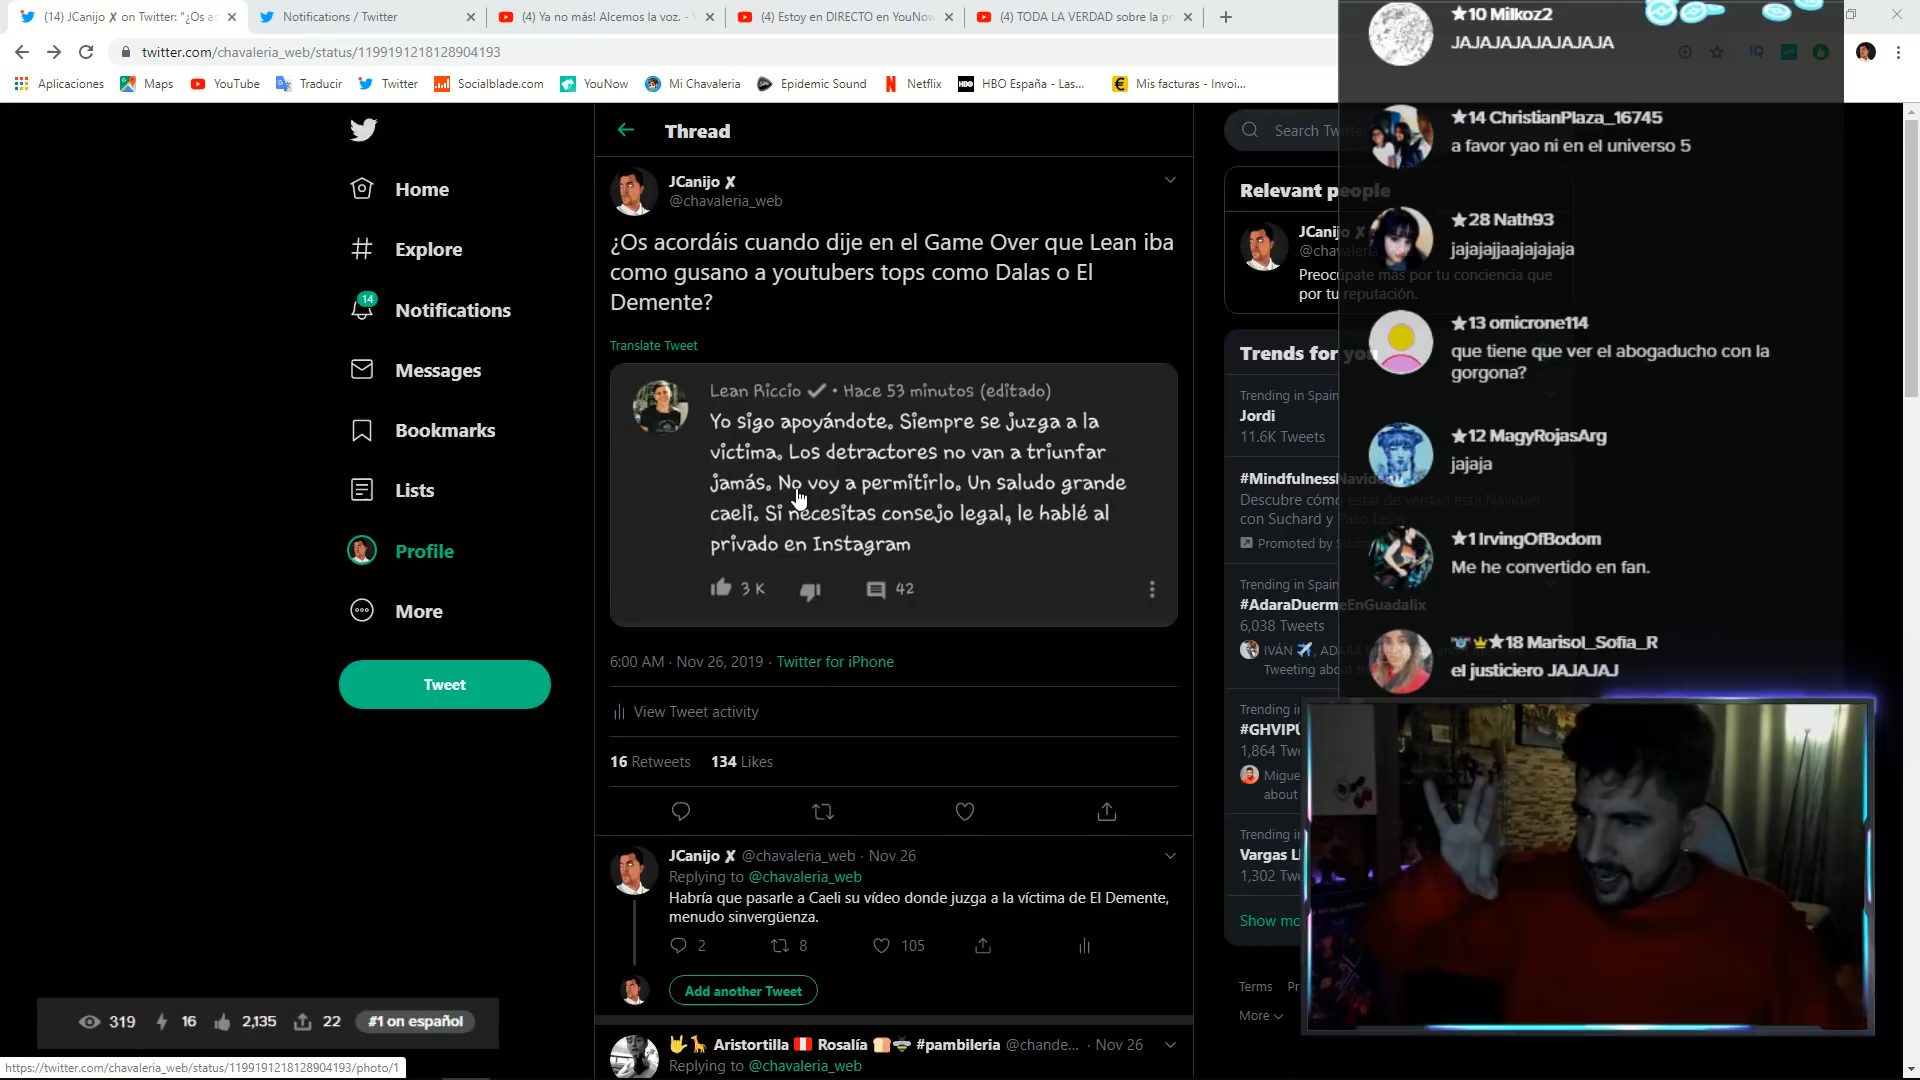 (14) JCanijo ✗ on Twitter: "¿Os ac
Notifications / Twitter
(4) Ya no más! Alcemos la voz. -
(4) Estoy en DIRECTO en YouNow
(4) TODA LA VERDAD sobre la pr
twitter.com/chavaleria_web/status/1199191218128904193
Aplicaciones
Maps
YouTube
Traducir
Twitter
Socialblade.com
YouNow
Mi Chavaleria
Epidemic Sound
Netflix
HBO España - Las...
Mis facturas - Invoi...
Home
Explore
14
Notifications
Messages
Bookmarks
Lists
Profile
More
Tweet
Thread
JCanijo ✗
@chavaleria_web
¿Os acordáis cuando dije en el Game Over que Lean iba
como gusano a youtubers tops como Dalas o El
Demente?
Translate Tweet
Lean Riccio ✓ • Hace 53 minutos (editado)
Yo sigo apoyándote. Siempre se juzga a la
victima. Los detractores no van a triunfar
jamás. No voy a permitirlo. Un saludo grande
caeli. Si necesitas consejo legal, le hablé al
privado en Instagram
3 K
42
6:00 AM · Nov 26, 2019 · Twitter for iPhone
View Tweet activity
16 Retweets 134 Likes
JCanijo ✗ @chavaleria_web · Nov 26
Replying to @chavaleria_web
Habría que pasarle a Caeli su vídeo donde juzga a la víctima de El Demente,
menudo sinvergüenza.
2
8
105
Add another Tweet
Aristortilla Rosalía #pambileria @chande... · Nov 26
Replying to @chavaleria_web
Search Tw
Relevant people
JCanijo ✗
@chavaleria
Preocúpate más por tu conciencia que
por tu reputación.
Trends for you
Trending in Spain
Jordi
11.6K Tweets
#MindfulnessNavide
Descubre cómo estar de verdad esta Navidad
con Suchard y Paco León
Promoted by Sucha
Trending in Spain
#AdaraDuermeEnGuadalix
6,038 Tweets
IVÁN ✈, ADA
Tweeting about
Trending in
#GHVIP
1,864 Twe
Migue
about
Trending in
Vargas Ll
1,302 Twe
Show mo
Terms Pr
More
★10 Milkoz2
JAJAJAJAJAJAJAJA
★14 ChristianPlaza_16745
a favor yao ni en el universo 5
★28 Nath93
jajajajjaajajajaja
★13 omicrone114
que tiene que ver el abogaducho con la
gorgona?
★12 MagyRojasArg
jajaja
★1 IrvingOfBodom
Me he convertido en fan.
★18 Marisol_Sofia_R
el justiciero JAJAJAJ
319
16
2,135
22
#1 on español
https://twitter.com/chavaleria_web/status/1199191218128904193/photo/1